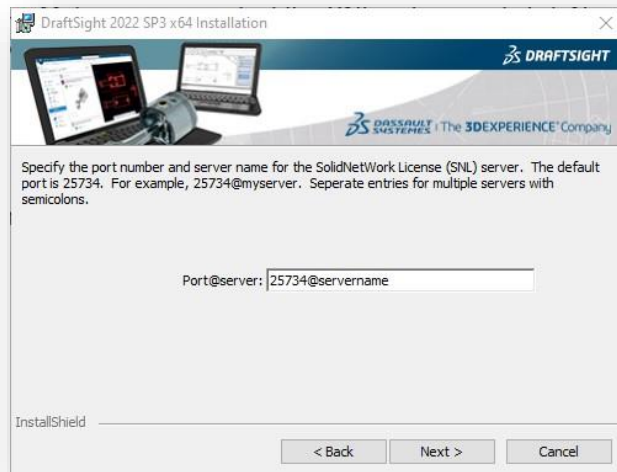 DraftSight 2022 SP3 x64 Installation
DRAFTSIGHT
DASSAULT SYSTEMES | The 3DEXPERIENCE® Company
Specify the port number and server name for the SolidNetWork License (SNL) server. The default
port is 25734. For example, 25734@myserver. Seperate entries for multiple servers with
semicolons.
Port@server: 25734@servername
InstallShield
< Back Next > Cancel